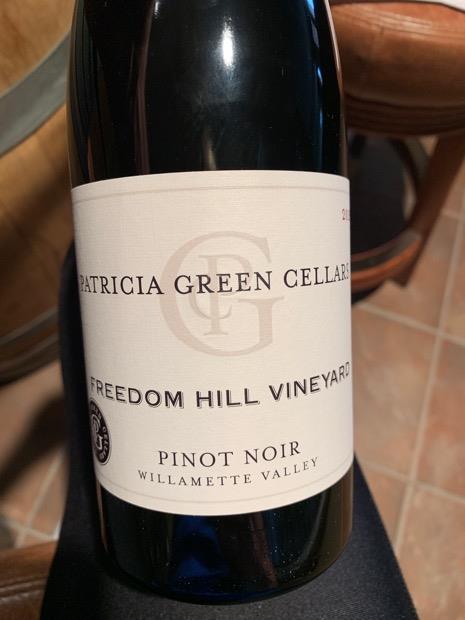 PATRICIA GREEN CELLARS
FREEDOM HILL VINEYARD
PINOT NOIR
WILLAMETTE VALLEY